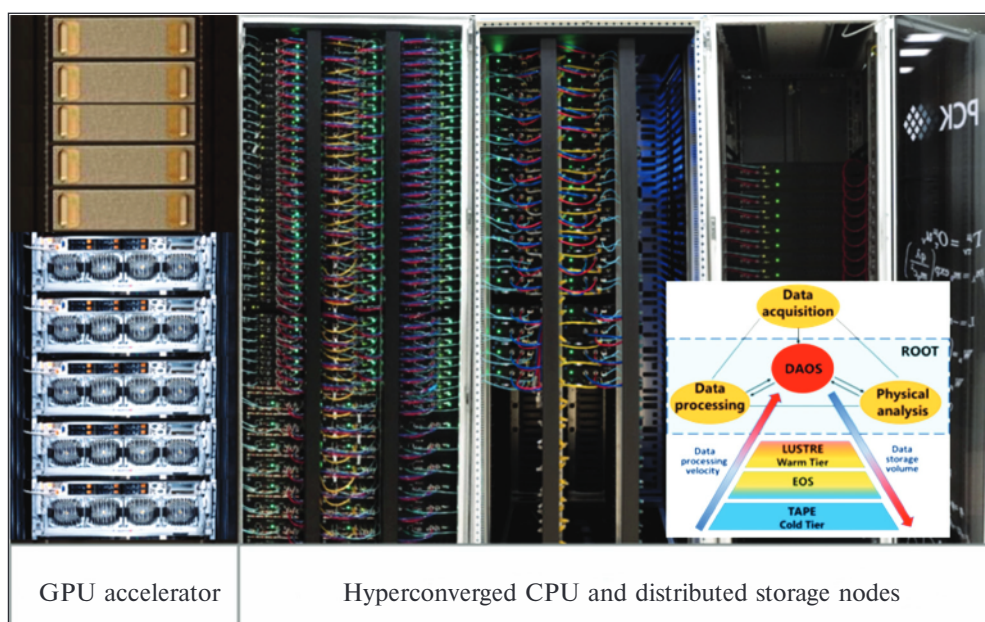 Data
acquisition
ROOT
DAOS
Data
processing
Physical
analysis
Data
processing
velocity
Data
storage
volume
LUSTRE
Warm Tier
EOS
TAPE
Cold Tier
GPU accelerator
Hyperconverged CPU and distributed storage nodes